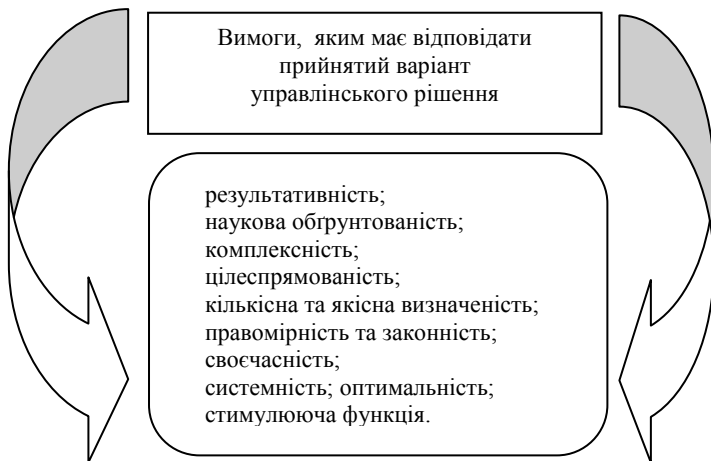 Вимоги, яким має відповідати
прийнятий варіант
управлінського рішення
результативність;
наукова обґрунтованість;
комплексність;
цілеспрямованість;
кількісна та якісна визначеність;
правомірність та законність;
своєчасність;
системність; оптимальність;
стимулююча функція.